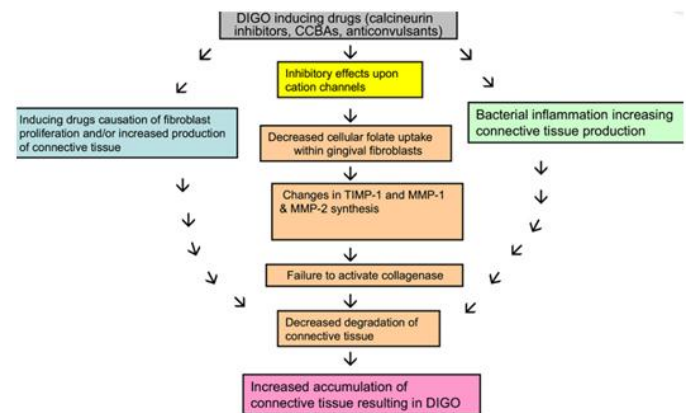 DIGO inducing drugs (calcineurin
inhibitors, CCBAs, anticonvulsants)
Inhibitory effects upon
cation channels
Inducing drugs causation of fibroblast
proliferation and/or increased production
of connective tissue
Decreased cellular folate uptake
within gingival fibroblasts
Bacterial inflammation increasing
connective tissue production
Changes in TIMP-1 and MMP-1
& MMP-2 synthesis
Failure to activate collagenase
Decreased degradation of
connective tissue
Increased accumulation of
connective tissue resulting in DIGO